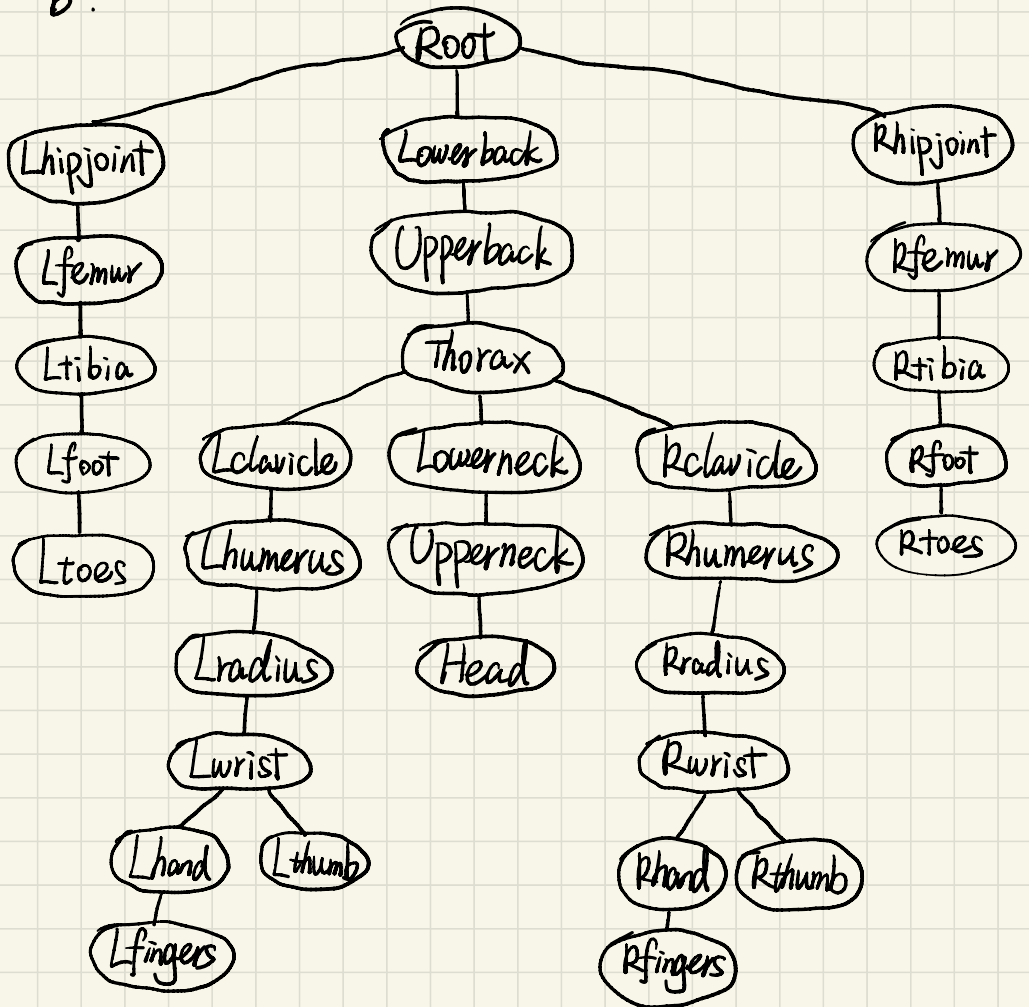 Root
Lhipjoint Lowerback Rhipjoint
Lfemur Upperback Rfemur
Ltibia Thorax Rtibia
Lfoot Lclavicle Lowerneck Rclavicle Rfoot
Ltoes Lhumerus Upperneck Rhumerus Rtoes
Lradius Head Rradius
Lwrist Rwrist
Lhand Lthumb Rhand Rthumb
Lfingers Rfingers